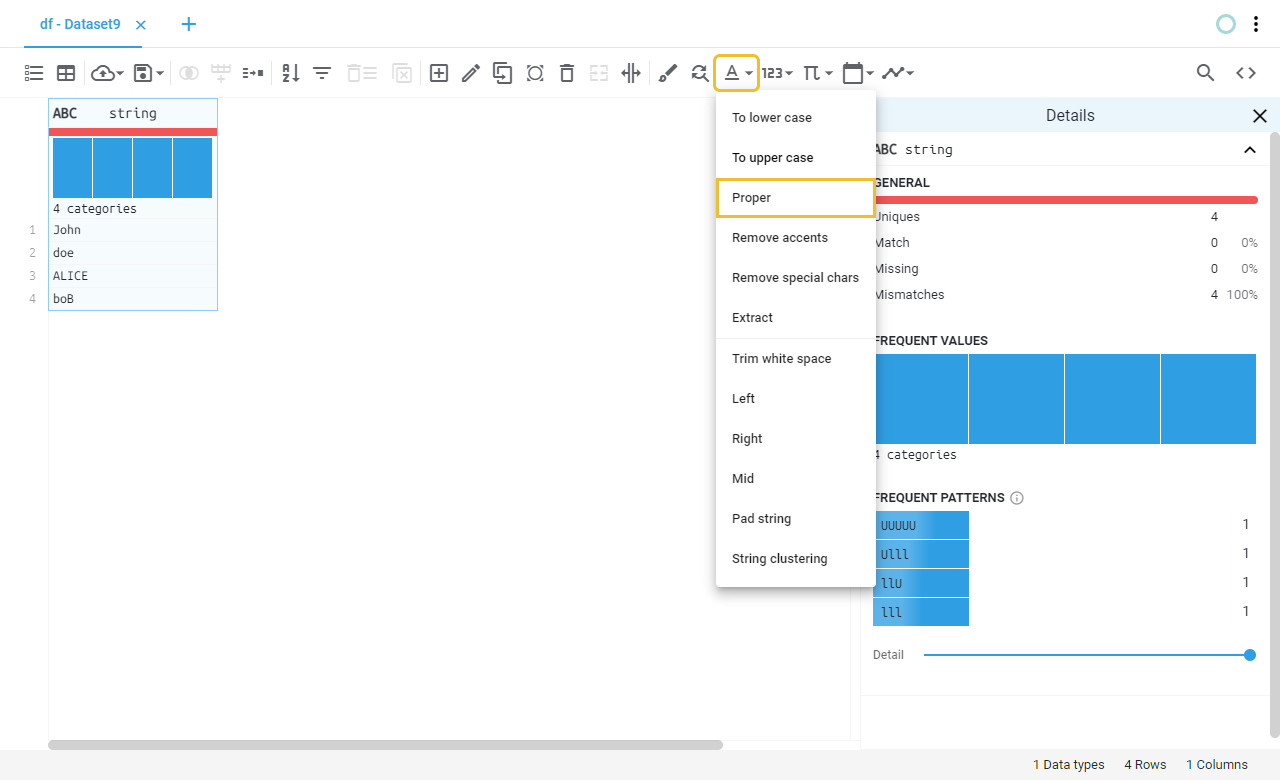 df - Dataset9
123
ABC string
4 categories
1 John
2 doe
3 ALICE
4 boB
To lower case
To upper case
Proper
Remove accents
Remove special chars
Extract
Trim white space
Left
Right
Mid
Pad string
String clustering
Details
ABC string
GENERAL
Uniques 4
Match 0 0%
Missing 0 0%
Mismatches 4 100%
FREQUENT VALUES
4 categories
FREQUENT PATTERNS
UUUUU 1
Ulll 1
llU 1
lll 1
Detail
1 Data types 4 Rows 1 Columns